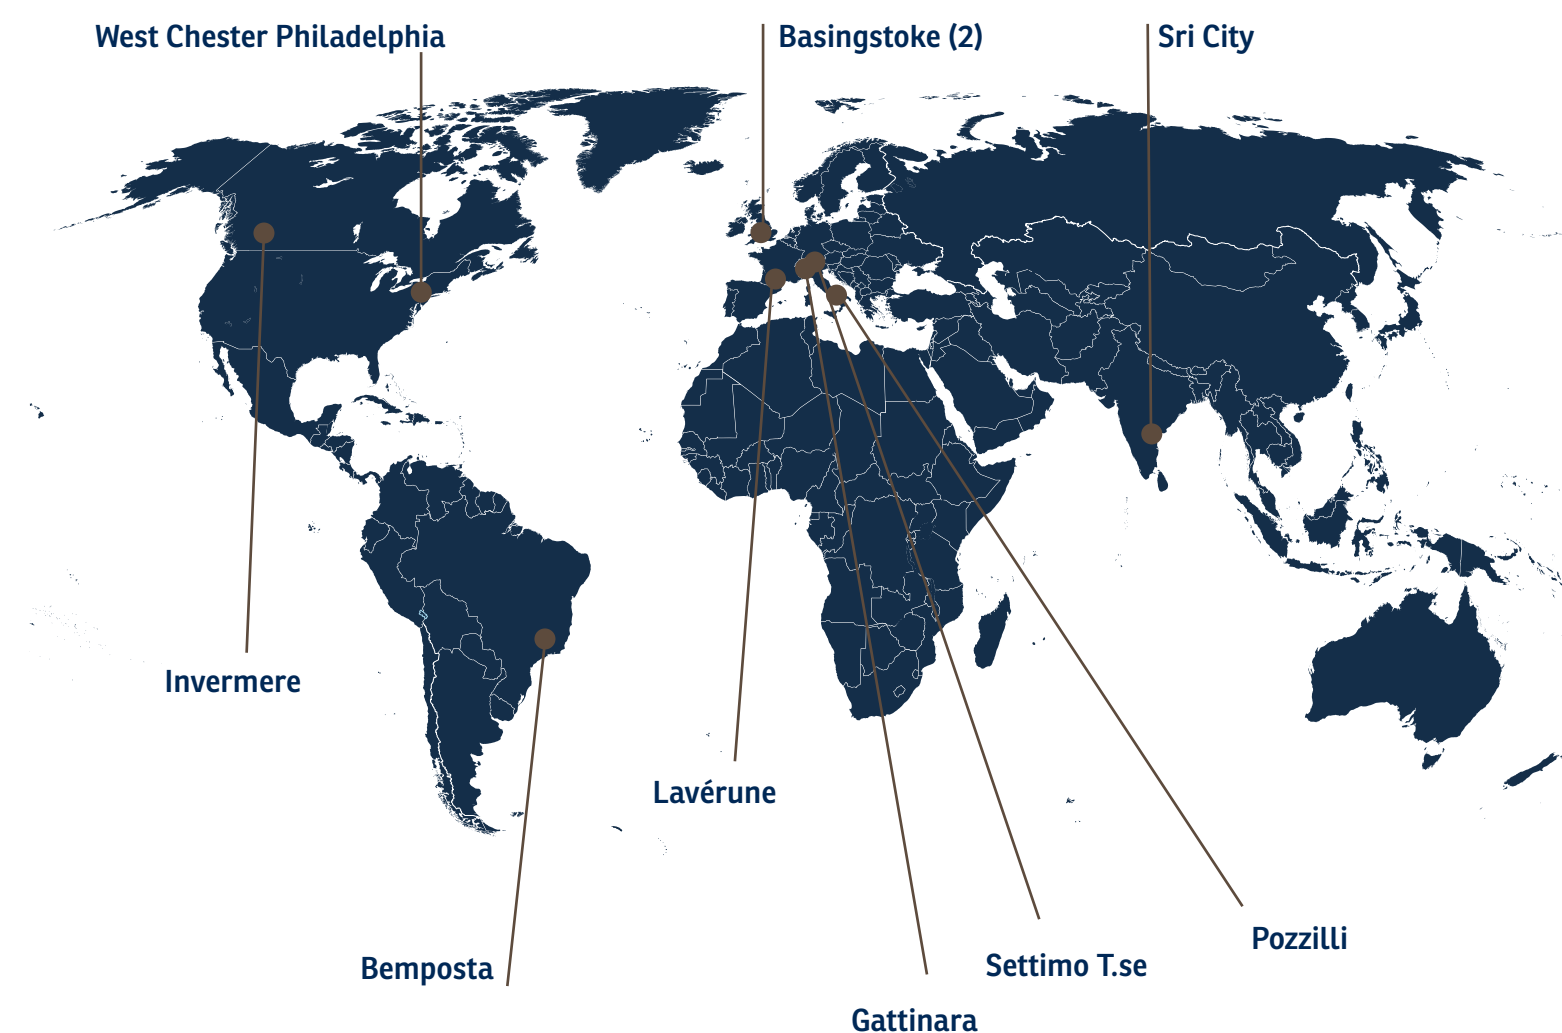 West Chester Philadelphia
Basingstoke (2)
Sri City
Invermere
Lavérune
Pozzilli
Settimo T.se
Bemposta
Gattinara